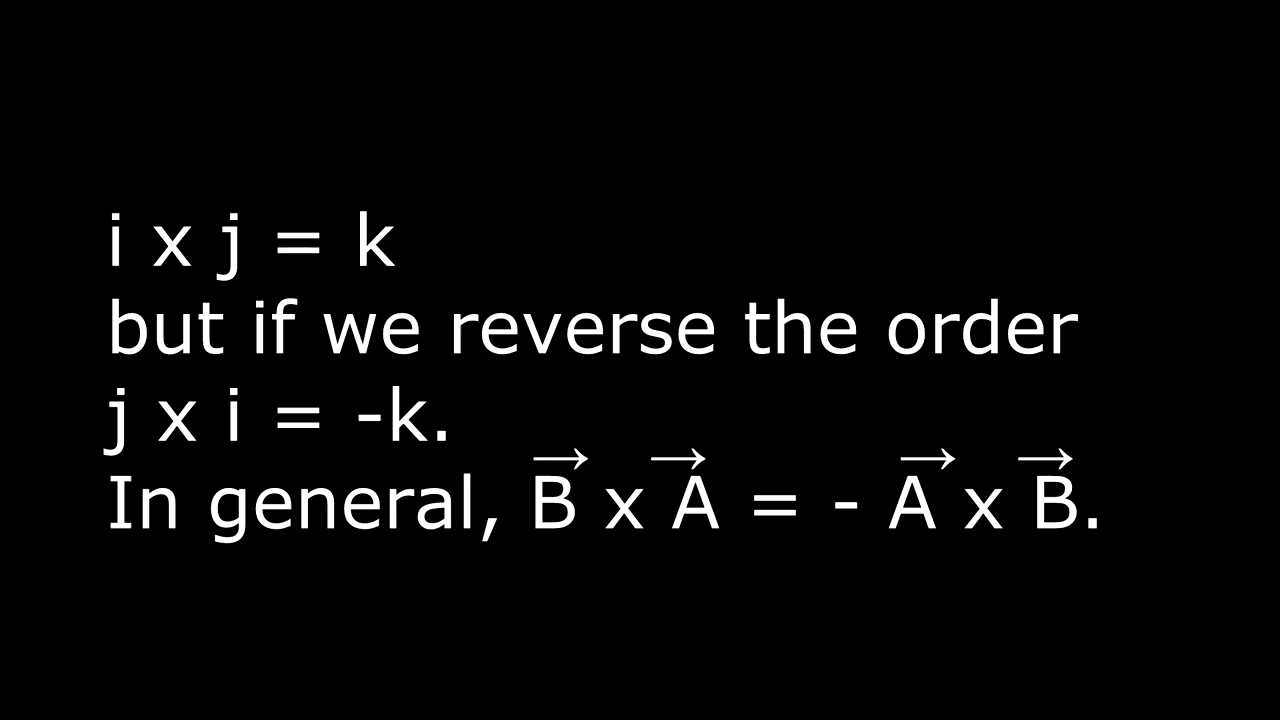 i x j = k
but if we reverse the order
j x i = -k.
In general, B⃗ x A⃗ = - A⃗ x B⃗.